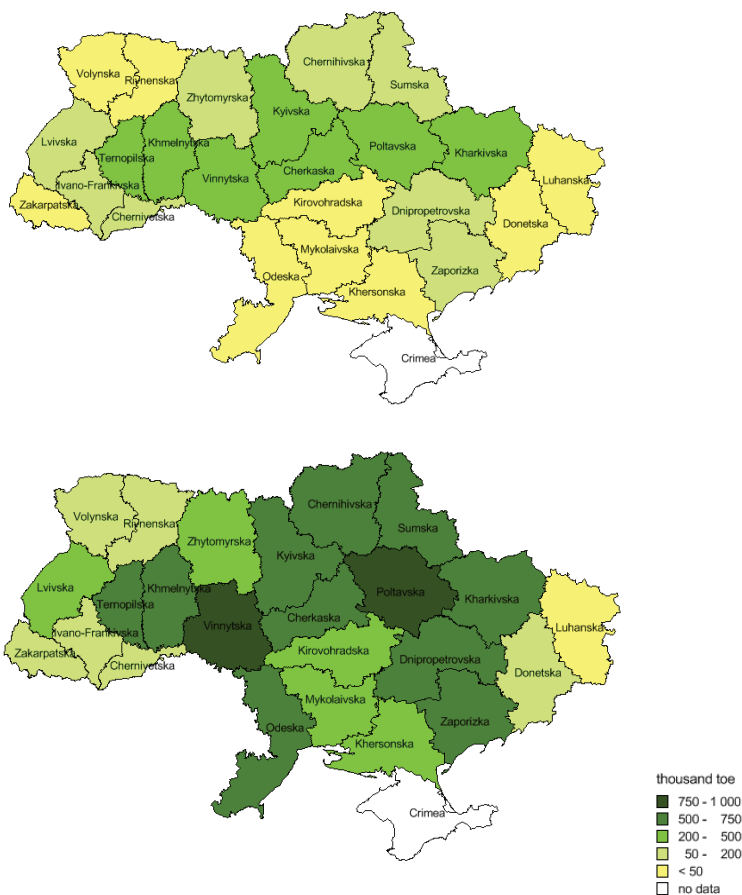 Chernihivska
Volynska
Rivnenska
Sumska
Zhytomyrska
Kyivska
Lvivska
Khmelnytska
Poltavska
Ternopilska
Kharkivska
Cherkaska
Vinnytska
Luhanska
Ivano-Frankivska
Zakarpatska
Kirovohradska
Dnipropetrovska
Chernivetska
Donetska
Mykolaivska
Zaporizka
Odeska
Khersonska
Crimea
Chernihivska
Volynska
Rivnenska
Sumska
Zhytomyrska
Kyivska
Lvivska
Khmelnytska
Poltavska
Ternopilska
Kharkivska
Cherkaska
Vinnytska
Luhanska
Ivano-Frankivska
Zakarpatska
Kirovohradska
Dnipropetrovska
Chernivetska
Donetska
Mykolaivska
Odeska
Zaporizka
Khersonska
Crimea
thousand toe
750 - 1 000
500 - 750
200 - 500
50 - 200
< 50
no data